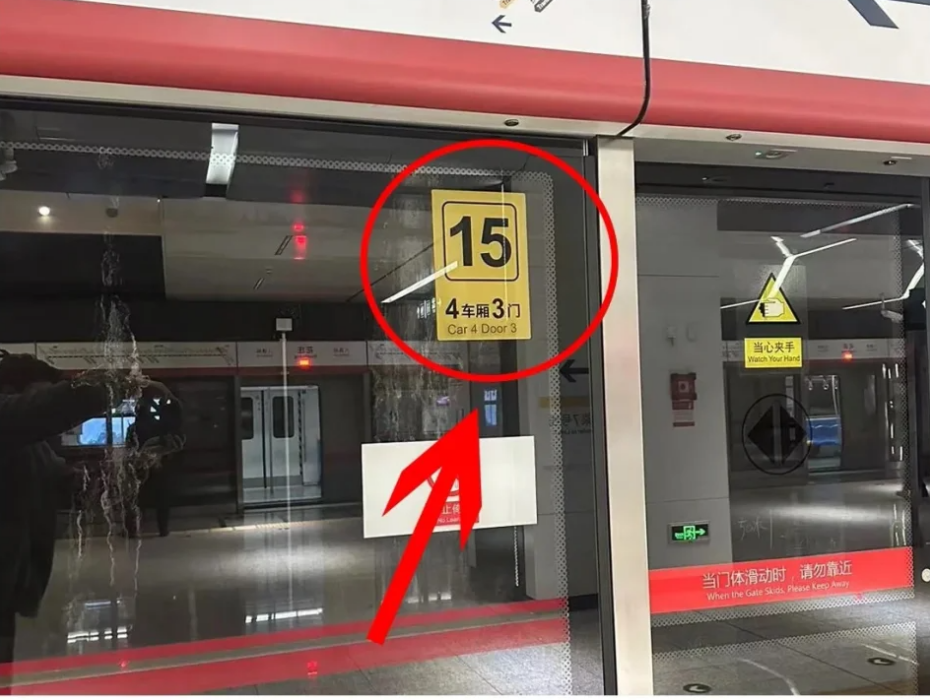 15
4车厢3门
Car 4 Door 3
当心夹手
Watch Your Hand
当门体滑动时，请勿靠近
When the Gate Skids, Please Keep Away